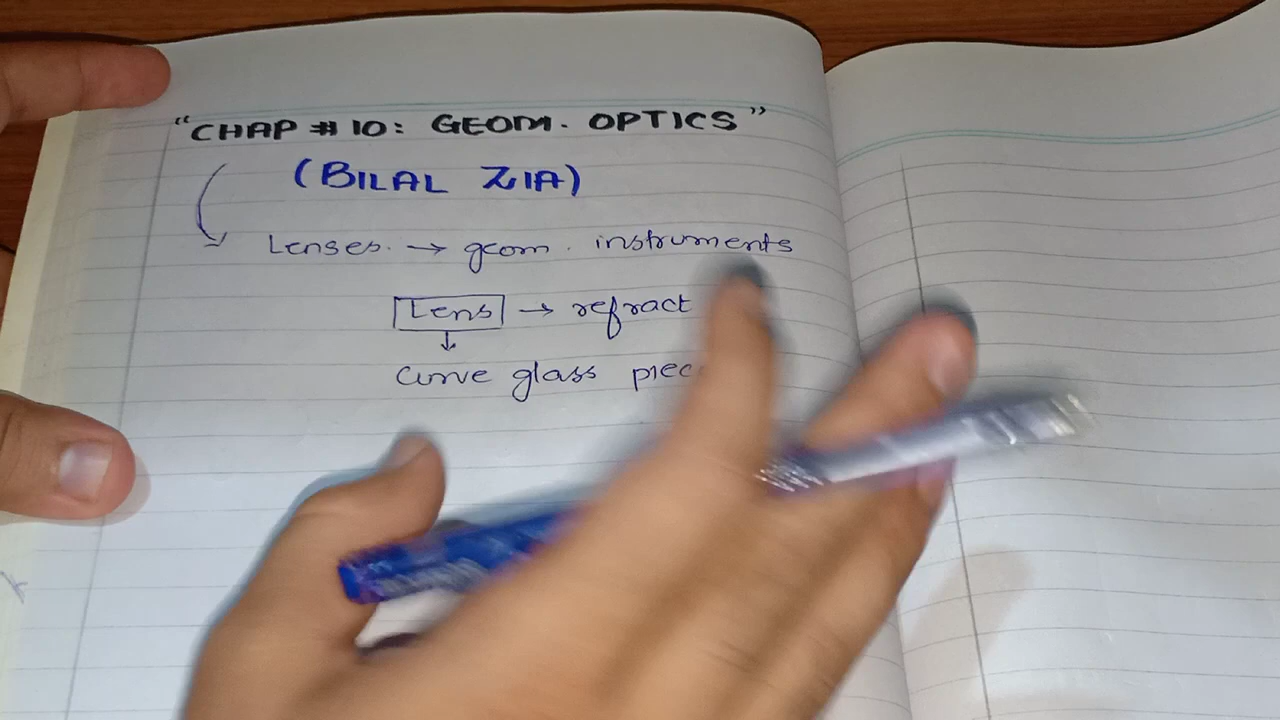 "CHAP # 10: GEOM. OPTICS"
(BILAL ZIA)
Lenses. → geom. instruments
Lens → refract
↓
Curve glass